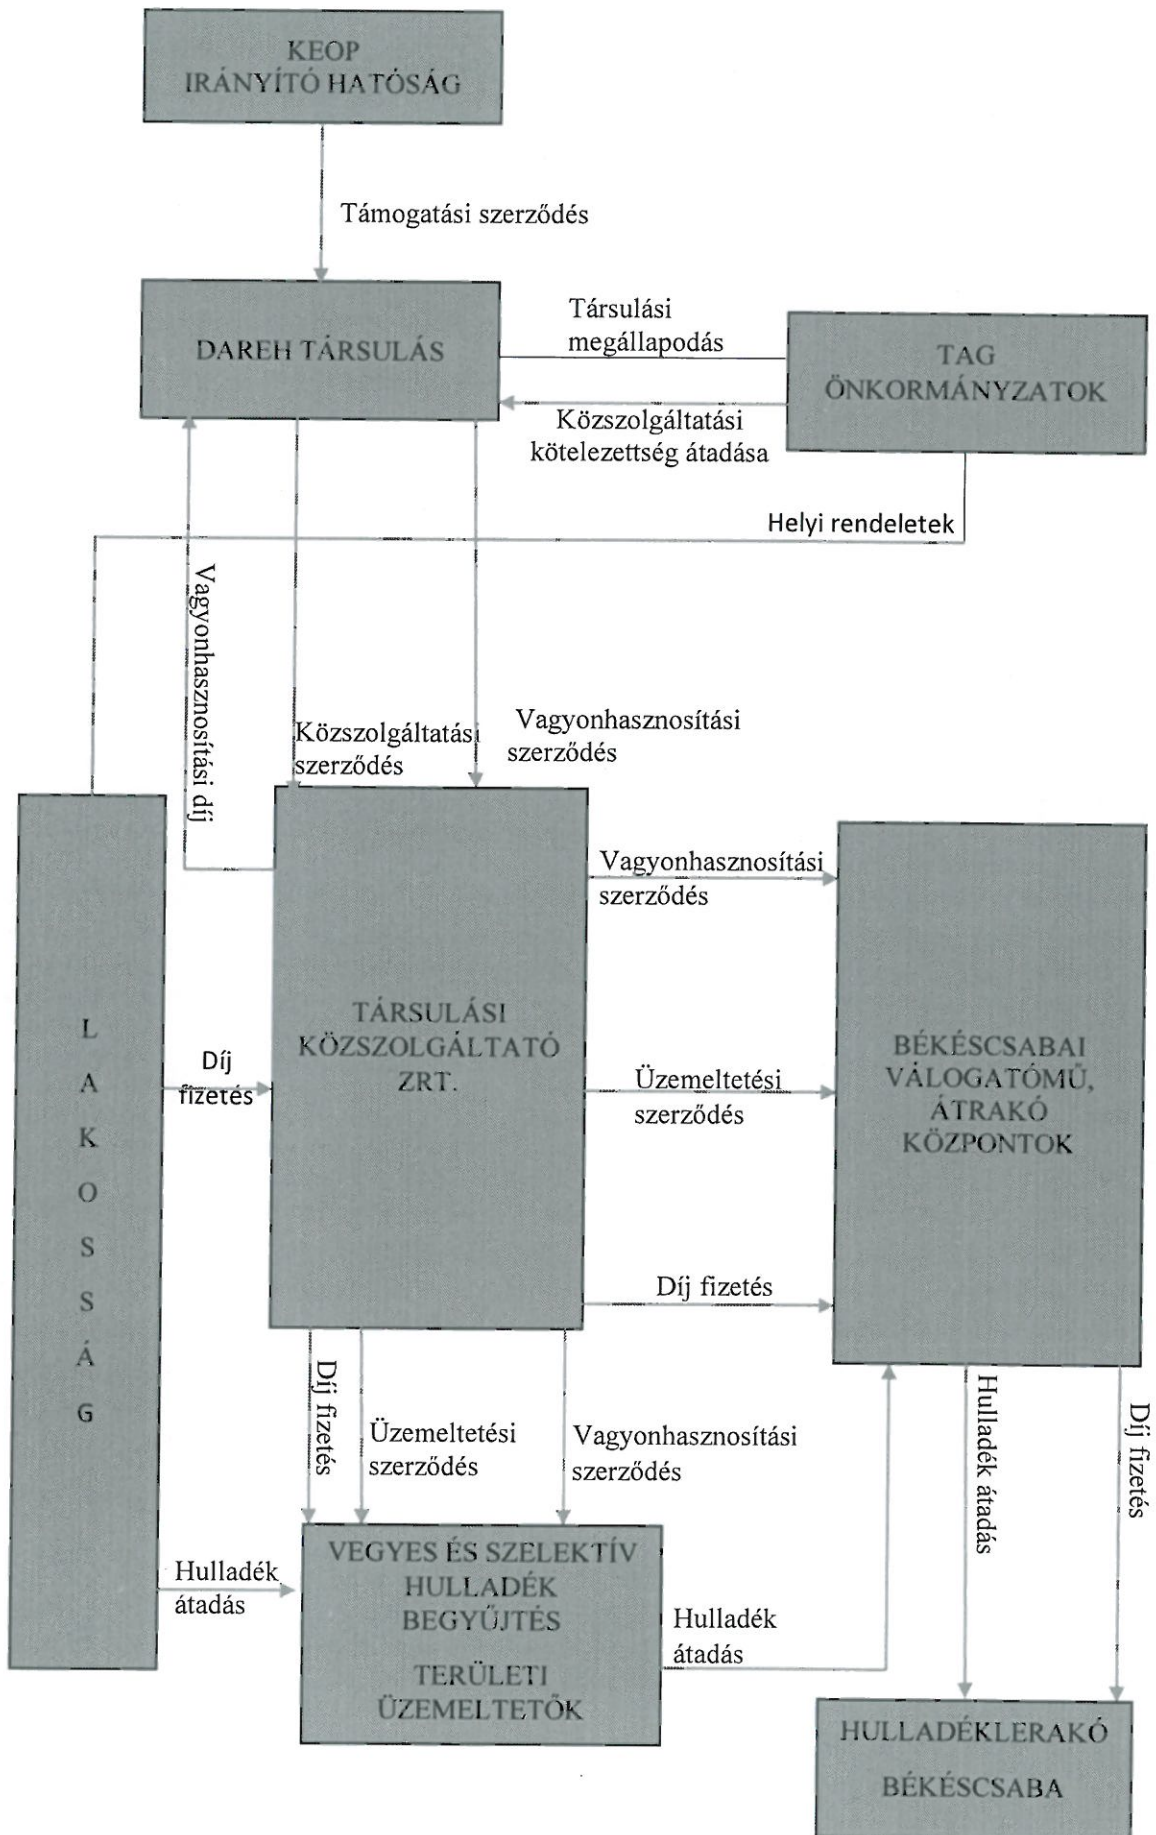 KEOP
IRÁNYÍTÓ HATÓSÁG
Támogatási szerződés
DAREH TÁRSULÁS
Társulási
megállapodás
TAG
ÖNKORMÁNYZATOK
Közszolgáltatási
kötelezettség átadása
Helyi rendeletek
Vagyonhasznosítási díj
Közszolgáltatási
szerződés
Vagyonhasznosítási
szerződés
L
A
K
O
S
S
Á
G
Díj
fizetés
TÁRSULÁSI
KÖZSZOLGÁLTATÓ
ZRT.
Vagyonhasznosítási
szerződés
Üzemeltetési
szerződés
Díj fizetés
BÉKÉSCSABAI
VÁLOGATÓMŰ,
ÁTRAKÓ
KÖZPONTOK
Díj fizetés
Üzemeltetési
szerződés
Vagyonhasznosítási
szerződés
Hulladék átadás
Díj fizetés
Hulladék
átadás
VEGYES ÉS SZELEKTÍV
HULLADÉK
BEGYŰJTÉS
TERÜLETI
ÜZEMELTETŐK
Hulladék
átadás
HULLADÉKLERAKÓ
BÉKÉSCSABA